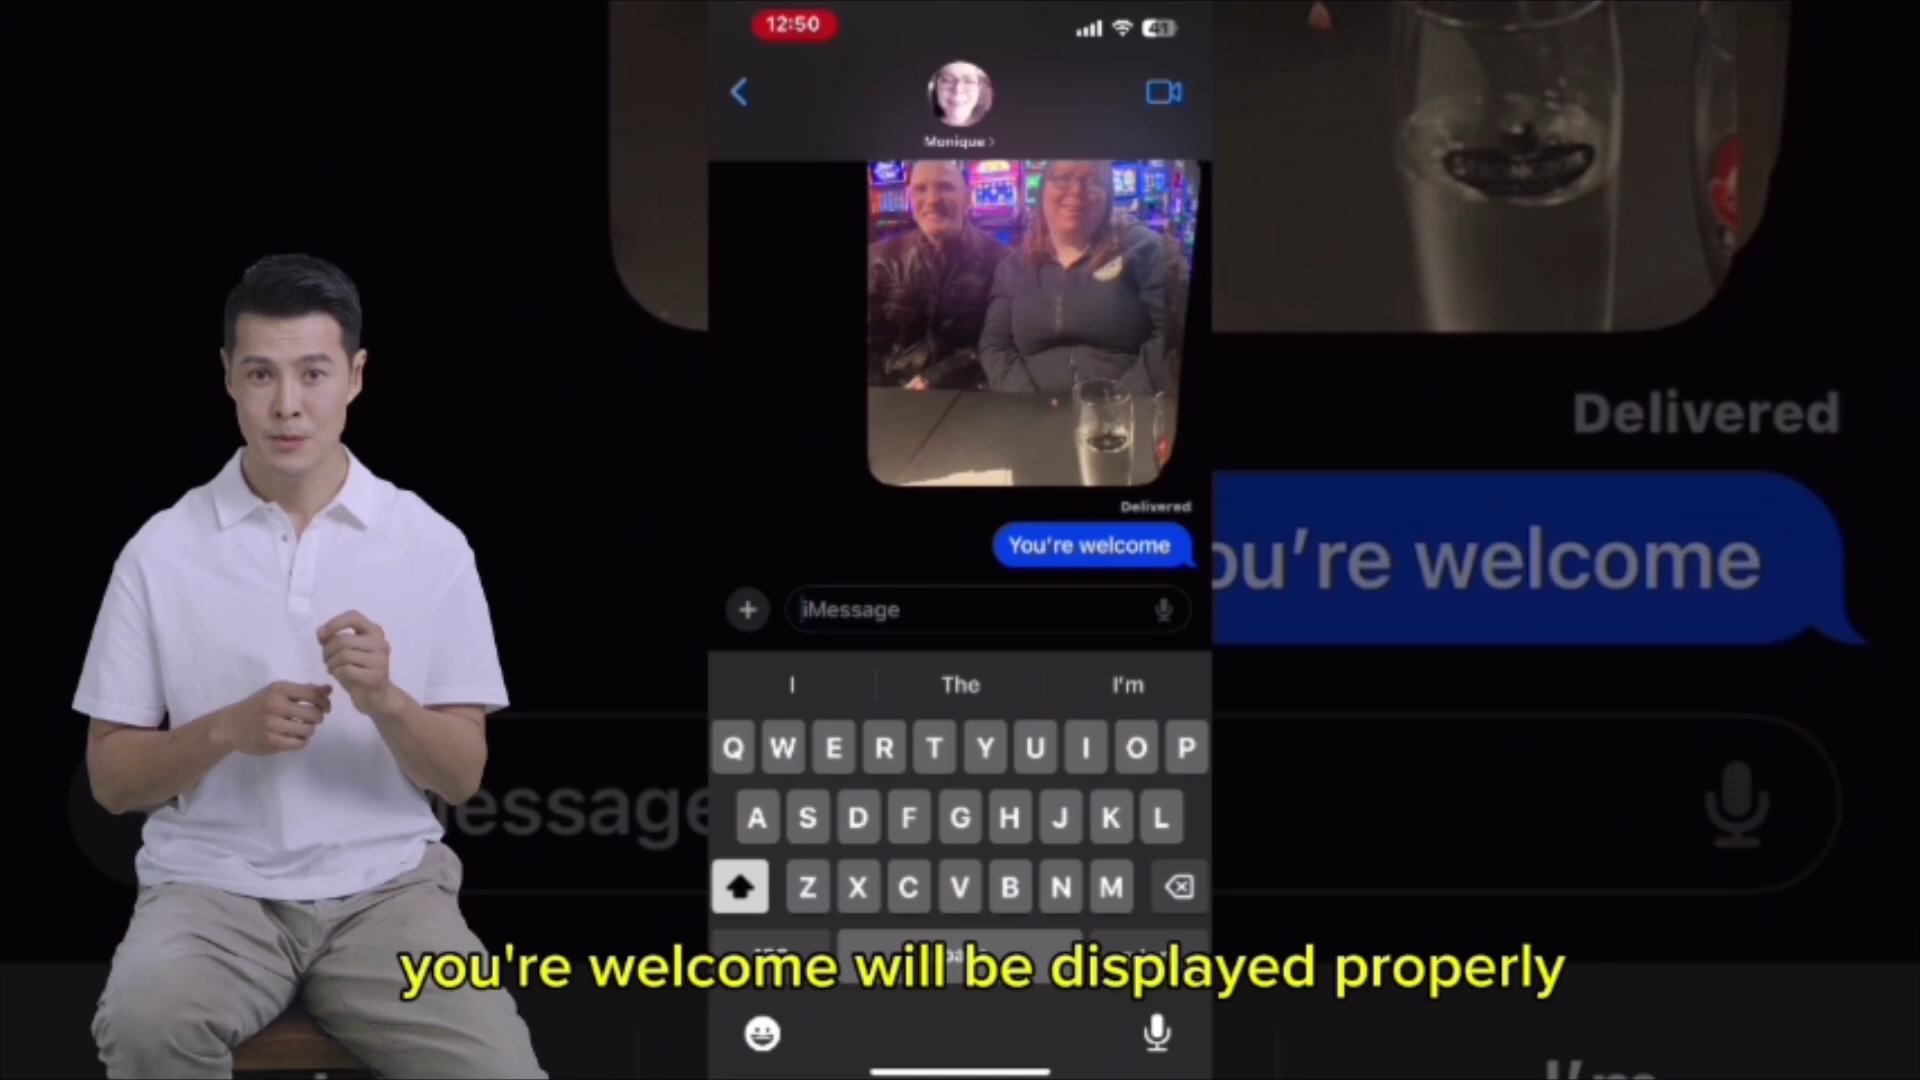 12:50
41
Monique >
Delivered
You're welcome
iMessage
I The I'm
Q W E R T Y U I O P
A S D F G H J K L
Z X C V B N M
you're welcome will be displayed properly
Delivered
ou're welcome
essage
I'm